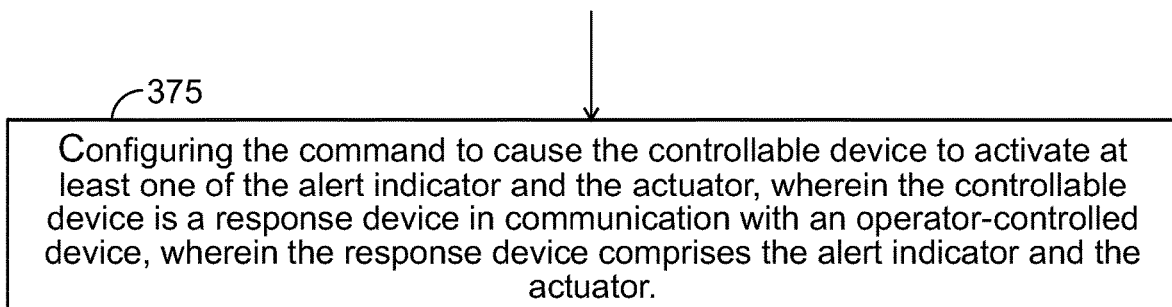 375
Configuring the command to cause the controllable device to activate at
least one of the alert indicator and the actuator, wherein the controllable
device is a response device in communication with an operator-controlled
device, wherein the response device comprises the alert indicator and the
actuator.